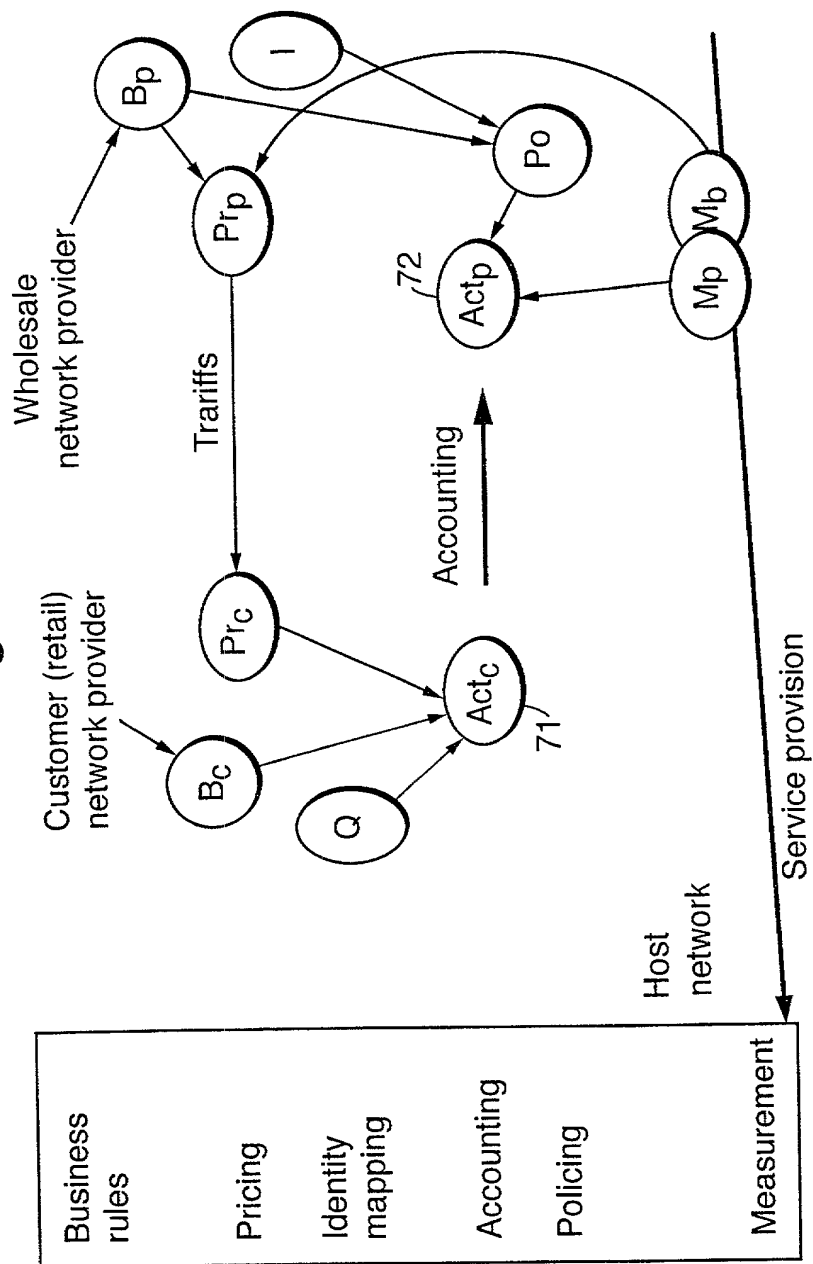 Wholesale
network provider
Bp
I
Prp
Trariffs
Customer (retail)
network provider
Bc
Prc
Q
Actc
71
Accounting
72
Actp
Po
Mp
Mb
Host
network
Service provision
Business
rules
Pricing
Identity
mapping
Accounting
Policing
Measurement